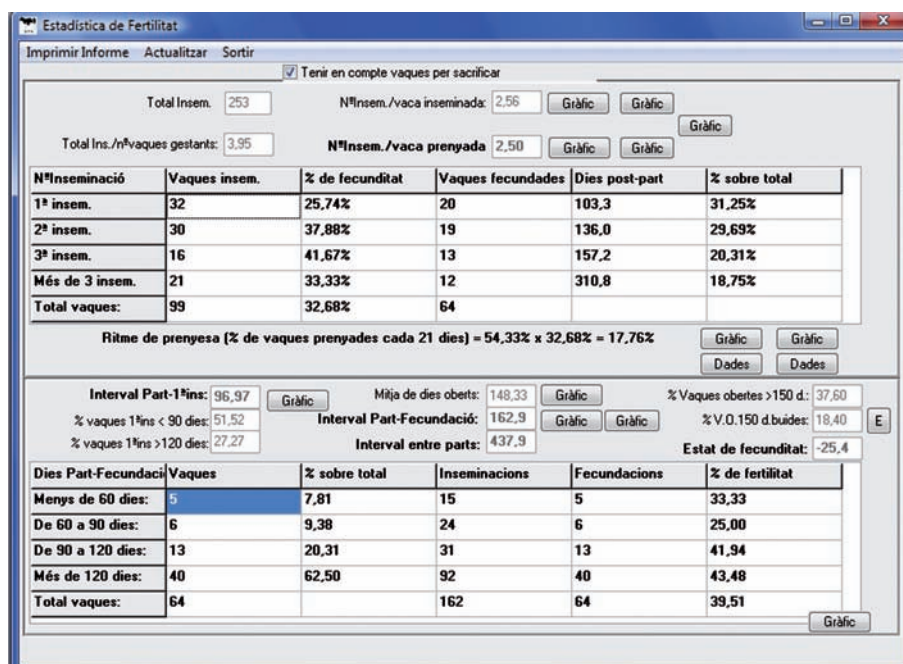 Estadística de Fertilitat
Imprimir Informe Actualitzar Sortir
Tenir en compte vaques per sacrificar
Total Insem. 253 NªInsem./vaca inseminada: 2,56 Gràfic Gràfic
Gràfic
Total Ins./nªvaques gestants: 3,95 NªInsem./vaca prenyada 2,50 Gràfic Gràfic
NªInseminació Vaques insem. % de fecunditat Vaques fecundades Dies post-part % sobre total
1ª insem. 32 25,74% 20 103,3 31,25%
2ª insem. 30 37,88% 19 136,0 29,69%
3ª insem. 16 41,67% 13 157,2 20,31%
Més de 3 insem. 21 33,33% 12 310,8 18,75%
Total vaques: 99 32,68% 64
Ritme de prenyesa (% de vaques prenyades cada 21 dies) = 54,33% x 32,68% = 17,76% Gràfic Gràfic
Dades Dades
Interval Part-1ªins: 96,97 Gràfic Mitja de dies oberts: 148,33 Gràfic % Vaques obertes >150 d.: 37,60
% vaques 1ªins < 90 dies: 51,52 Interval Part-Fecundació: 162,9 Gràfic Gràfic %V.O.150 d.buides: 18,40 E
% vaques 1ªins >120 dies: 27,27 Interval entre parts: 437,9 Estat de fecunditat: -25,4
Dies Part-Fecundaci Vaques % sobre total Inseminacions Fecundacions % de fertilitat
Menys de 60 dies: 5 7,81 15 5 33,33
De 60 a 90 dies: 6 9,38 24 6 25,00
De 90 a 120 dies: 13 20,31 31 13 41,94
Més de 120 dies: 40 62,50 92 40 43,48
Total vaques: 64 162 64 39,51
Gràfic